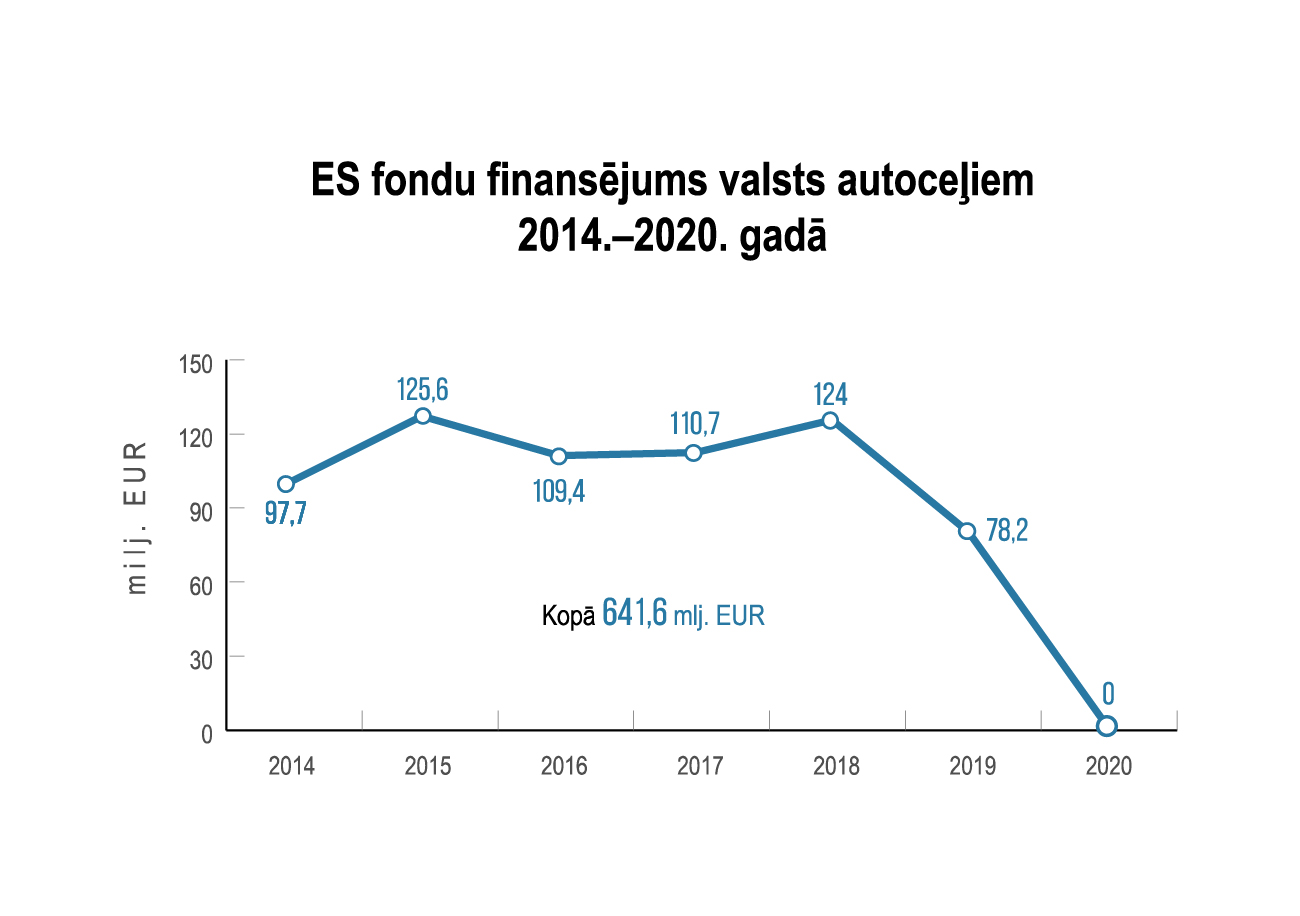 ES fondu finansējums valsts autoceļiem
2014.–2020. gadā
milj. EUR
150
120
90
60
30
0
97,7
125,6
109,4
110,7
124
78,2
0
Kopā 641,6 mlj. EUR
2014 2015 2016 2017 2018 2019 2020